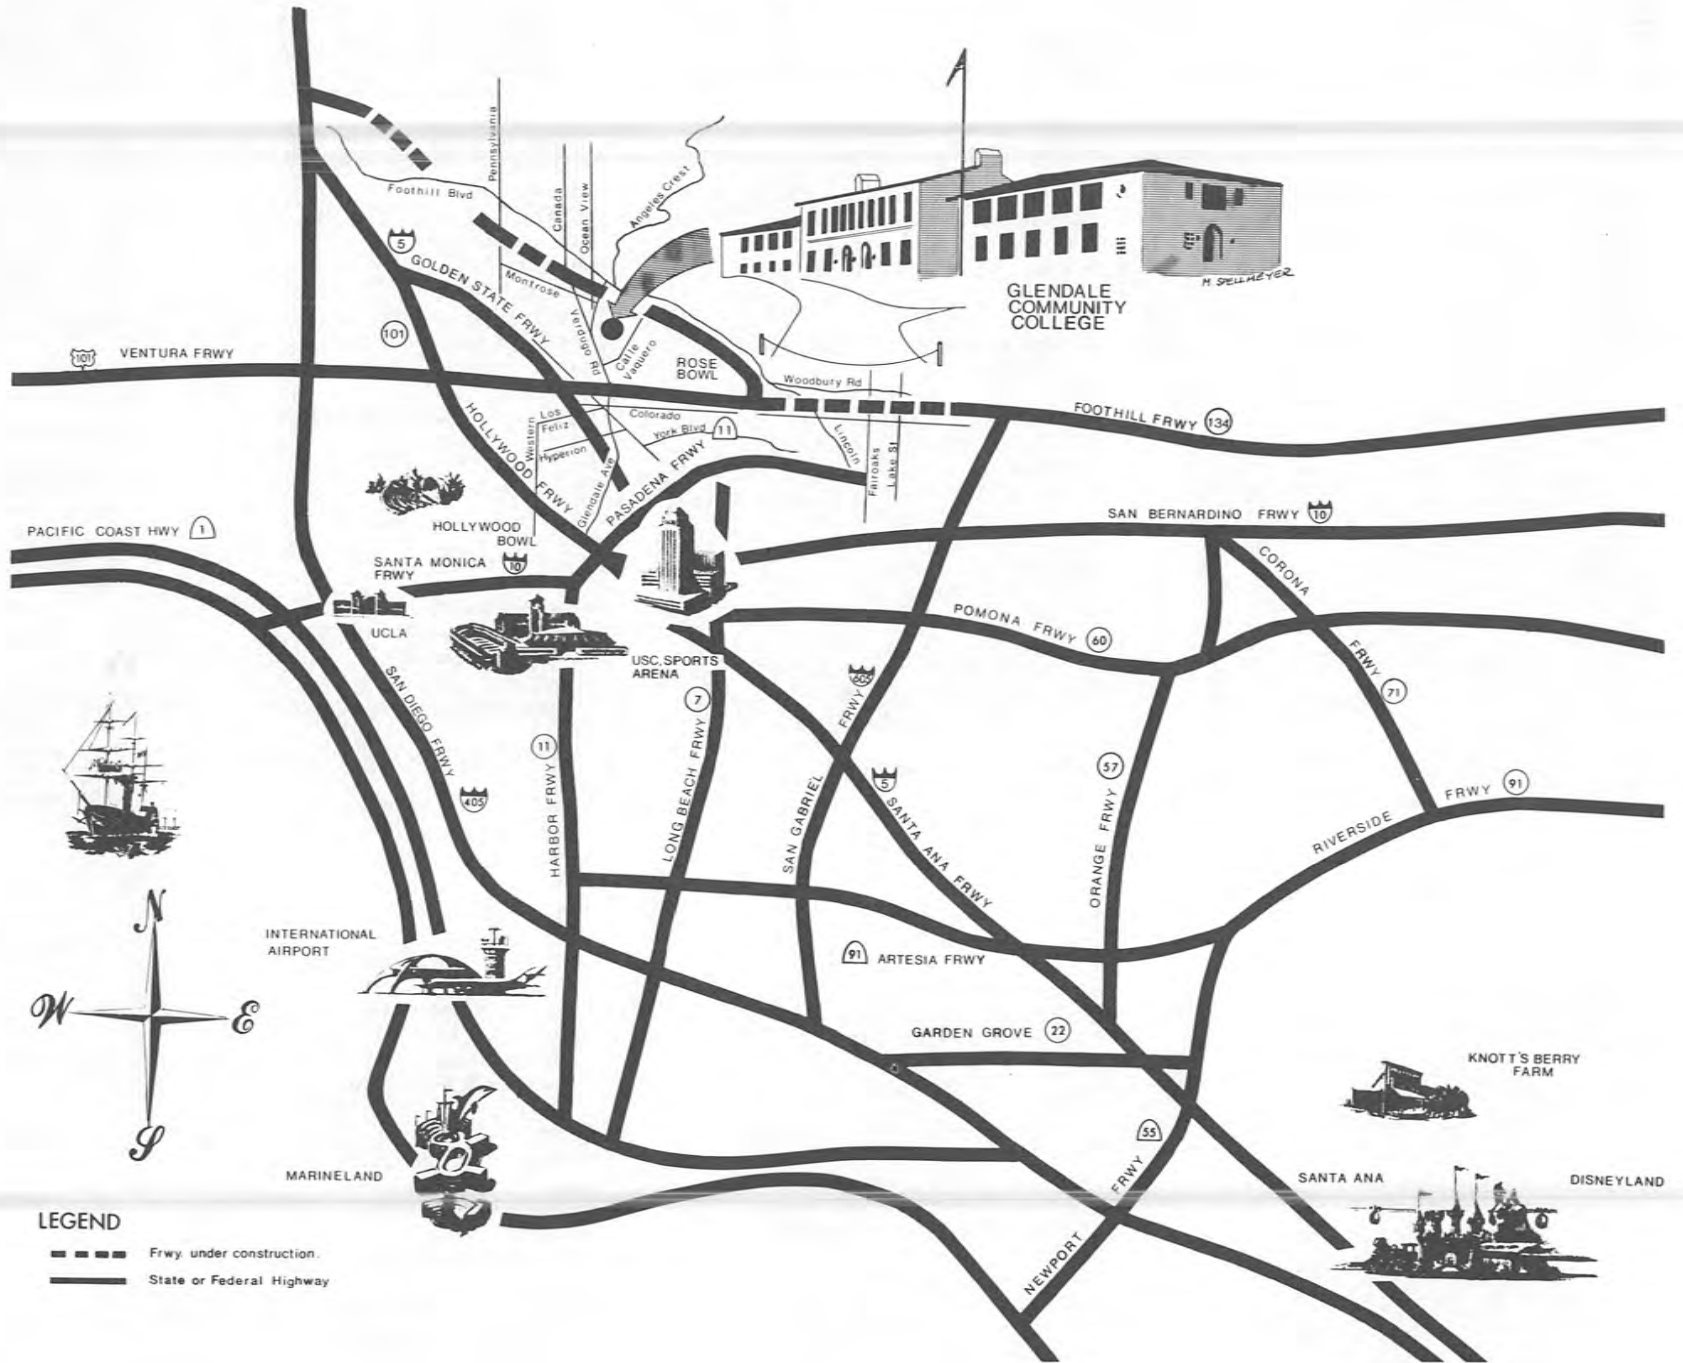 Pennsylvania
Foothill Blvd
Canada
Ocean View
Angeles Crest
M. SPELLMEYER
GLENDALE
COMMUNITY
COLLEGE
5
GOLDEN STATE FRWY
Montrose
Verdugo Rd
Calle
Vaquero
101
101
VENTURA FRWY
ROSE
BOWL
Woodbury Rd
FOOTHILL FRWY
134
HOLLYWOOD FRWY
Western
Los
Feliz
Hyperion
Colorado
York Blvd
11
Glendale Ave
PASADENA FRWY
Lincoln
Fairoaks
Lake St
PACIFIC COAST HWY
1
HOLLYWOOD
BOWL
SAN BERNARDINO FRWY
10
SANTA MONICA
FRWY
10
CORONA
FRWY
71
UCLA
POMONA FRWY
60
USC, SPORTS
ARENA
SAN DIEGO FRWY
405
7
LONG BEACH FRWY
11
HARBOR FRWY
605
SAN GABRIEL
FRWY
5
SANTA ANA FRWY
57
ORANGE FRWY
RIVERSIDE
FRWY
91
INTERNATIONAL
AIRPORT
91
ARTESIA FRWY
N
W
E
S
GARDEN GROVE
22
KNOTT'S BERRY
FARM
55
NEWPORT
FRWY
MARINELAND
SANTA ANA
DISNEYLAND
LEGEND
Frwy. under construction.
State or Federal Highway